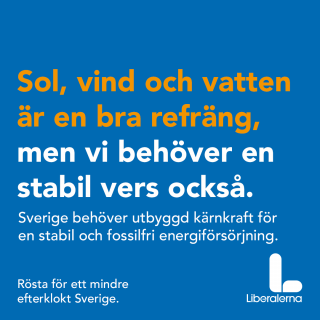 Sol, vind och vatten
är en bra refräng,
men vi behöver en
stabil vers också.
Sverige behöver utbyggd kärnkraft för
en stabil och fossilfri energiförsörjning.
Rösta för ett mindre
efterklokt Sverige.
Liberalerna